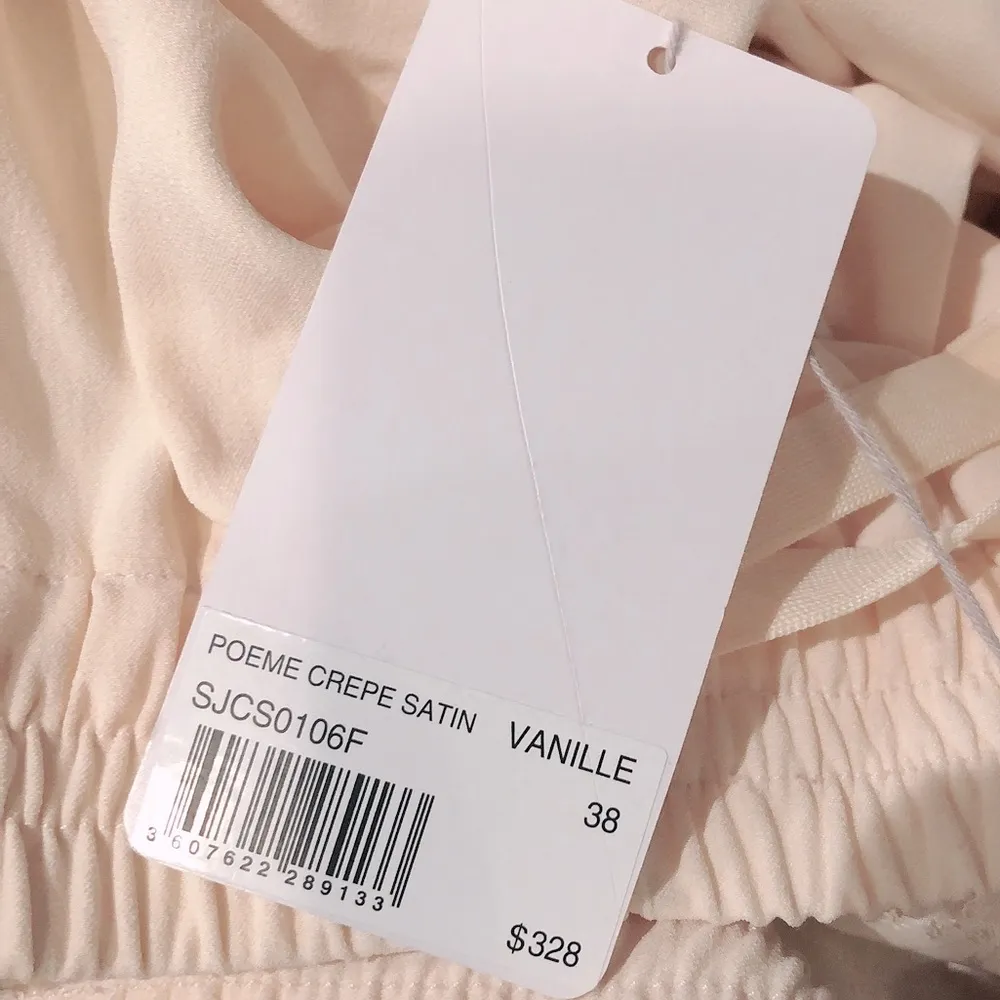 POEME CREPE SATIN
SJCS0106F
VANILLE
38
3 607622 289133
$328